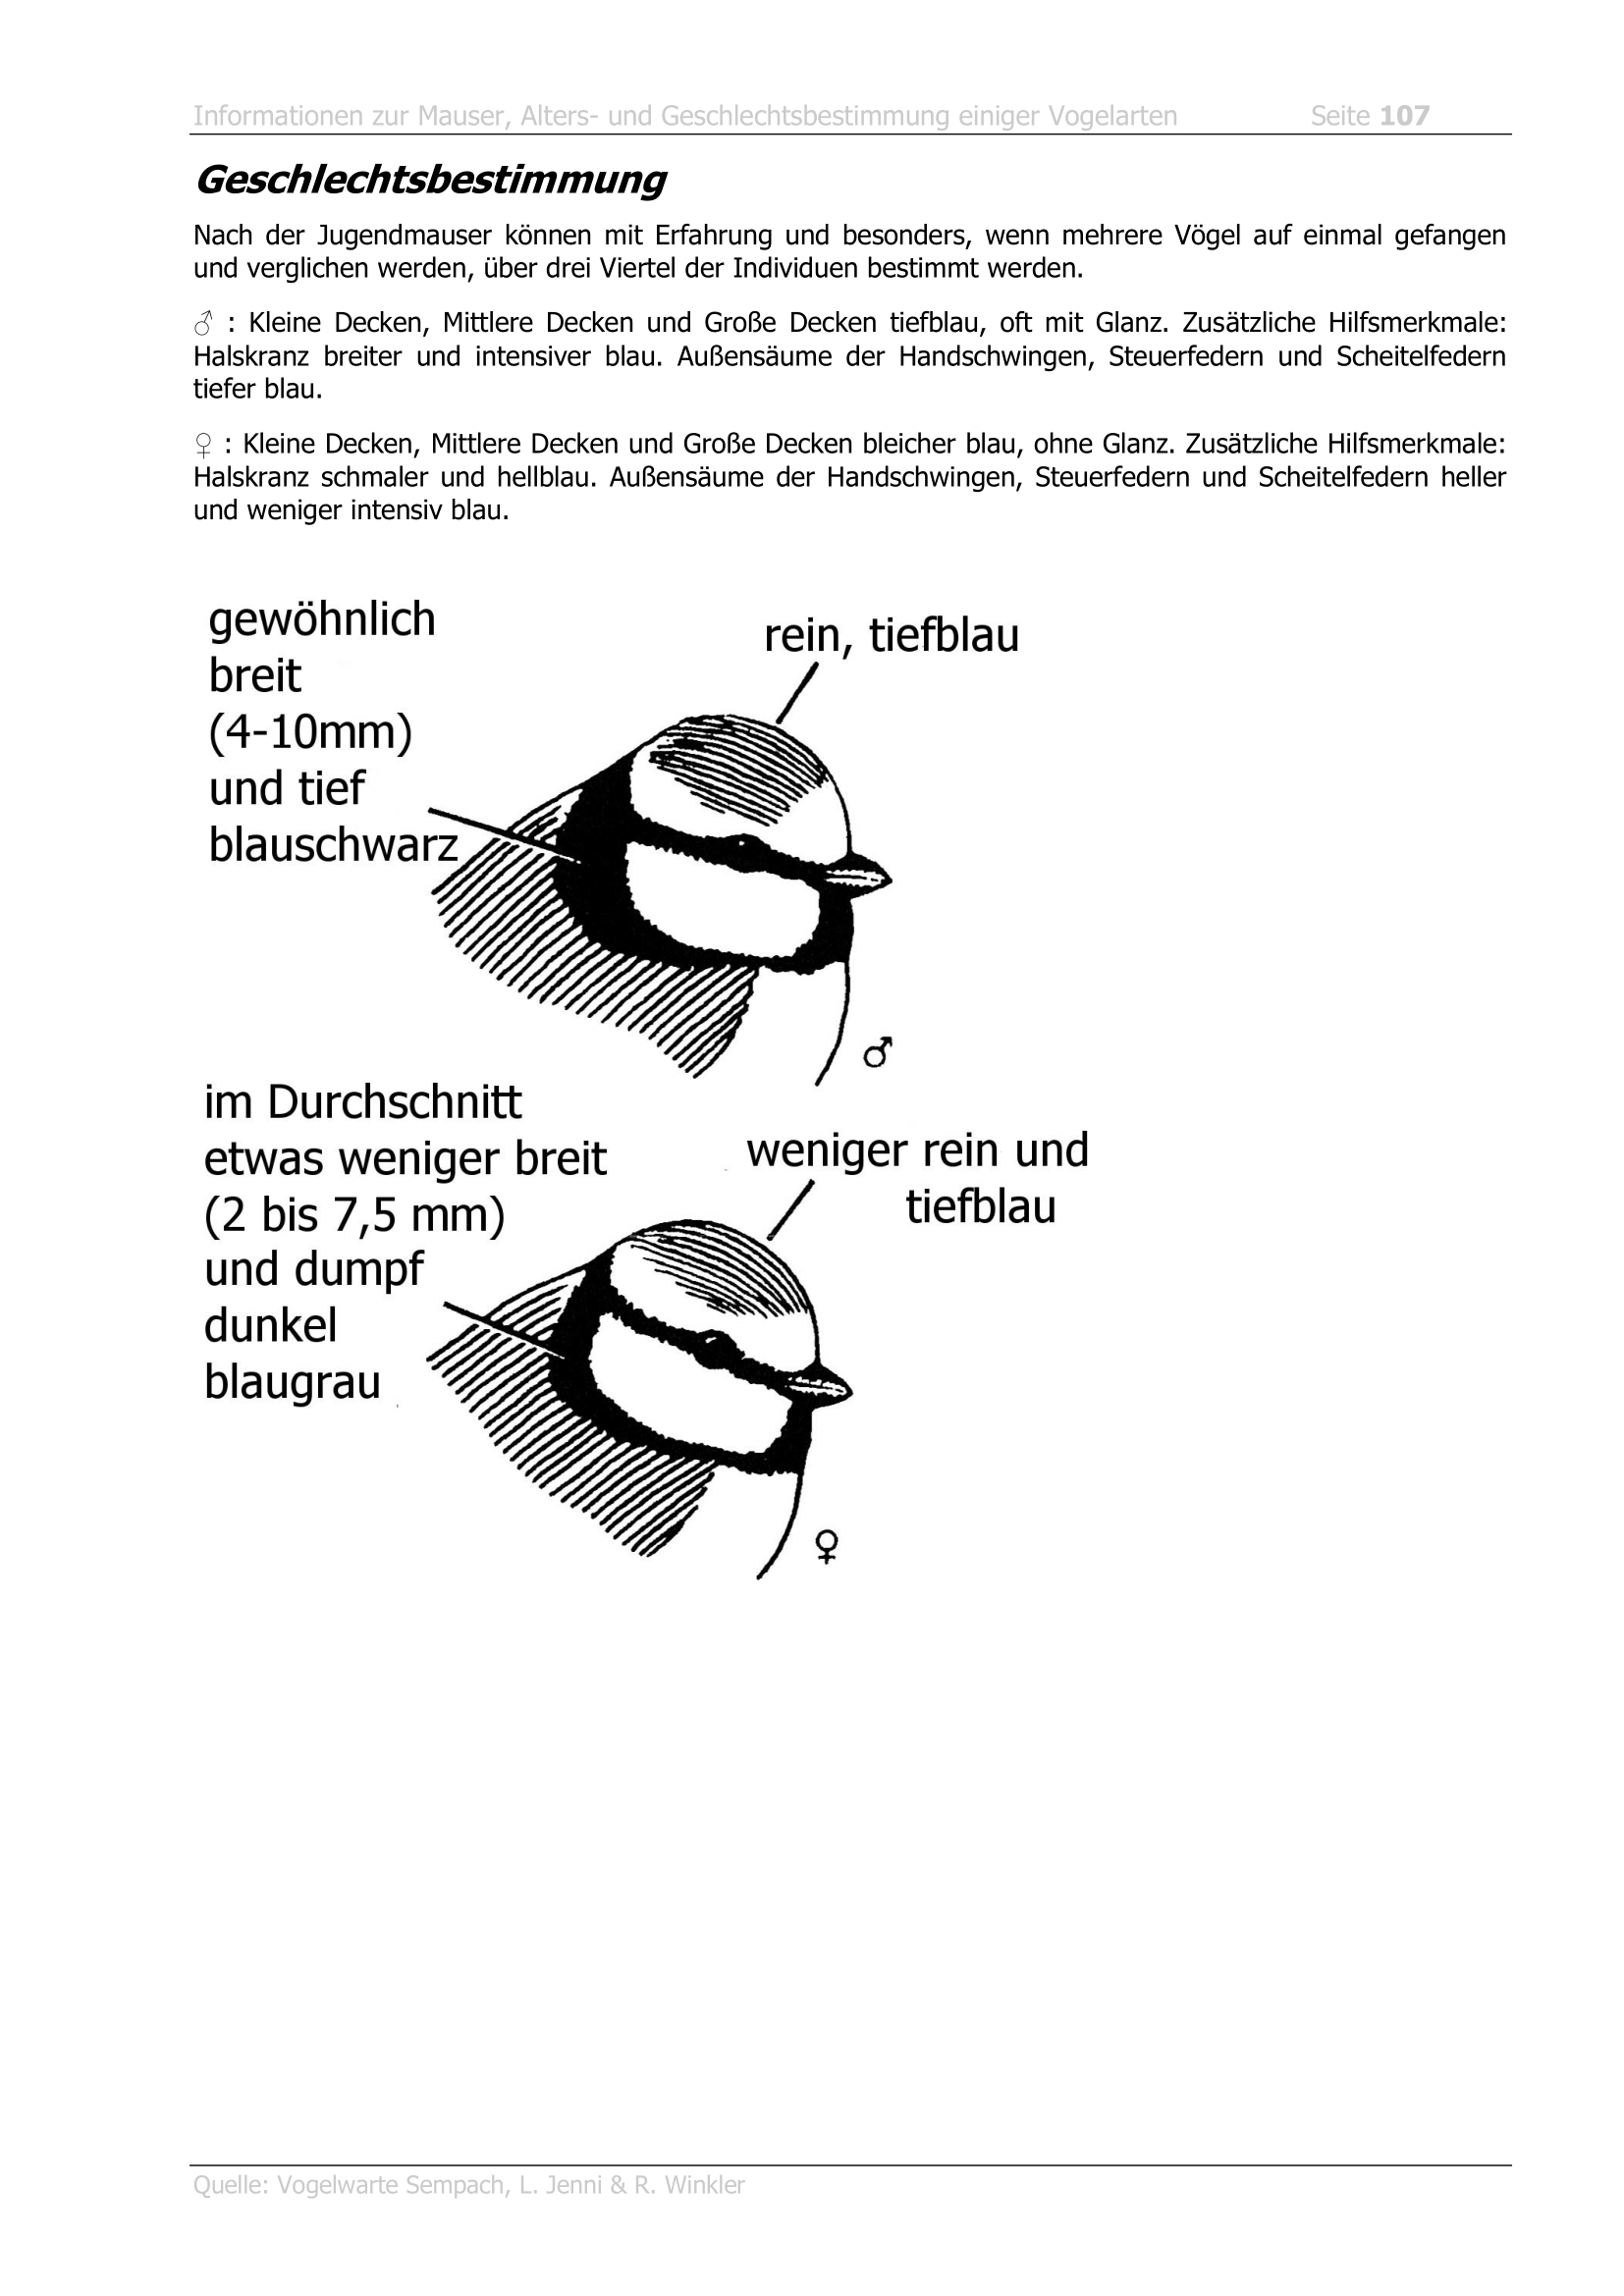 Informationen zur Mauser, Alters- und Geschlechtsbestimmung einiger Vogelarten Seite 107
Geschlechtsbestimmung
Nach der Jugendmauser können mit Erfahrung und besonders, wenn mehrere Vögel auf einmal gefangen
und verglichen werden, über drei Viertel der Individuen bestimmt werden.
♂ : Kleine Decken, Mittlere Decken und Große Decken tiefblau, oft mit Glanz. Zusätzliche Hilfsmerkmale:
Halskranz breiter und intensiver blau. Außensäume der Handschwingen, Steuerfedern und Scheitelfedern
tiefer blau.
♀ : Kleine Decken, Mittlere Decken und Große Decken bleicher blau, ohne Glanz. Zusätzliche Hilfsmerkmale:
Halskranz schmaler und hellblau. Außensäume der Handschwingen, Steuerfedern und Scheitelfedern heller
und weniger intensiv blau.
gewöhnlich
breit
(4-10mm)
und tief
blauschwarz
rein, tiefblau
♂
im Durchschnitt
etwas weniger breit
(2 bis 7,5 mm)
und dumpf
dunkel
blaugrau
weniger rein und
tiefblau
♀
Quelle: Vogelwarte Sempach, L. Jenni & R. Winkler